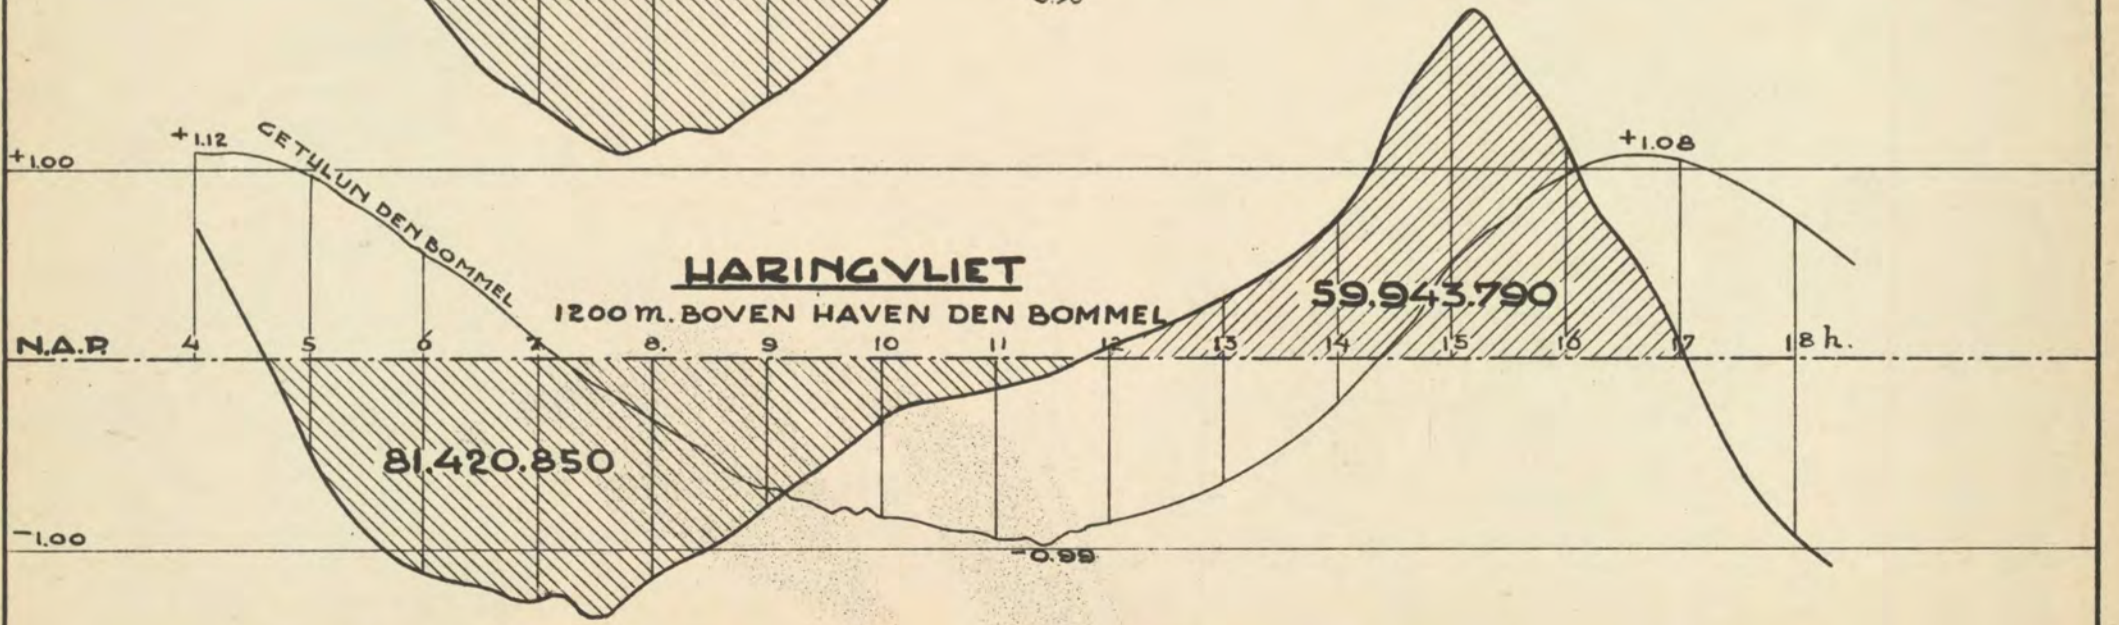 +1.12
GETIJLIJN DEN BOMMEL
+1.00
+1.08
HARINGVLIET
1200 m. BOVEN HAVEN DEN BOMMEL
59.943.790
N.A.P. 4 5 6 7 8. 9 10 11 12 13 14 15 16 17 18 h.
81.420.850
-1.00
-0.99